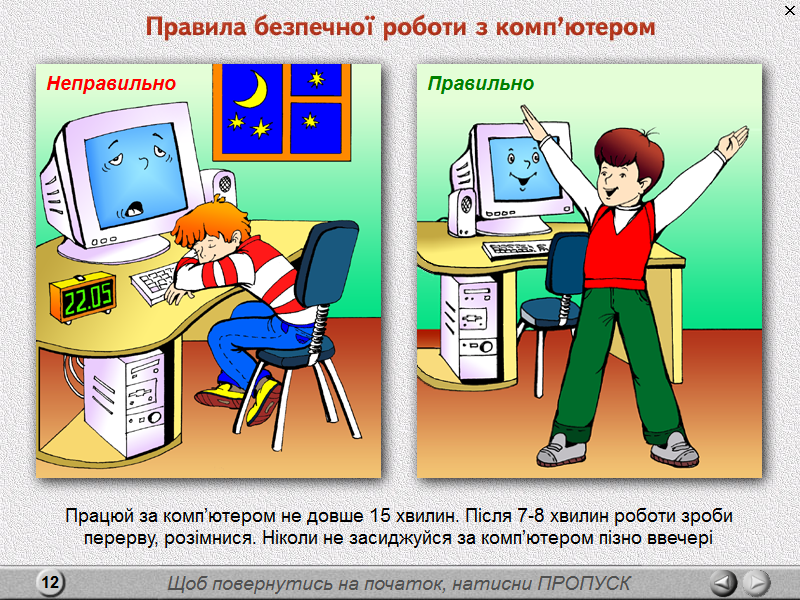 Правила безпечної роботи з комп’ютером
Неправильно
Правильно
22.05
Працюй за комп’ютером не довше 15 хвилин. Після 7-8 хвилин роботи зроби
перерву, розімнися. Ніколи не засиджуйся за комп’ютером пізно ввечері
12
Щоб повернутись на початок, натисни ПРОПУСК